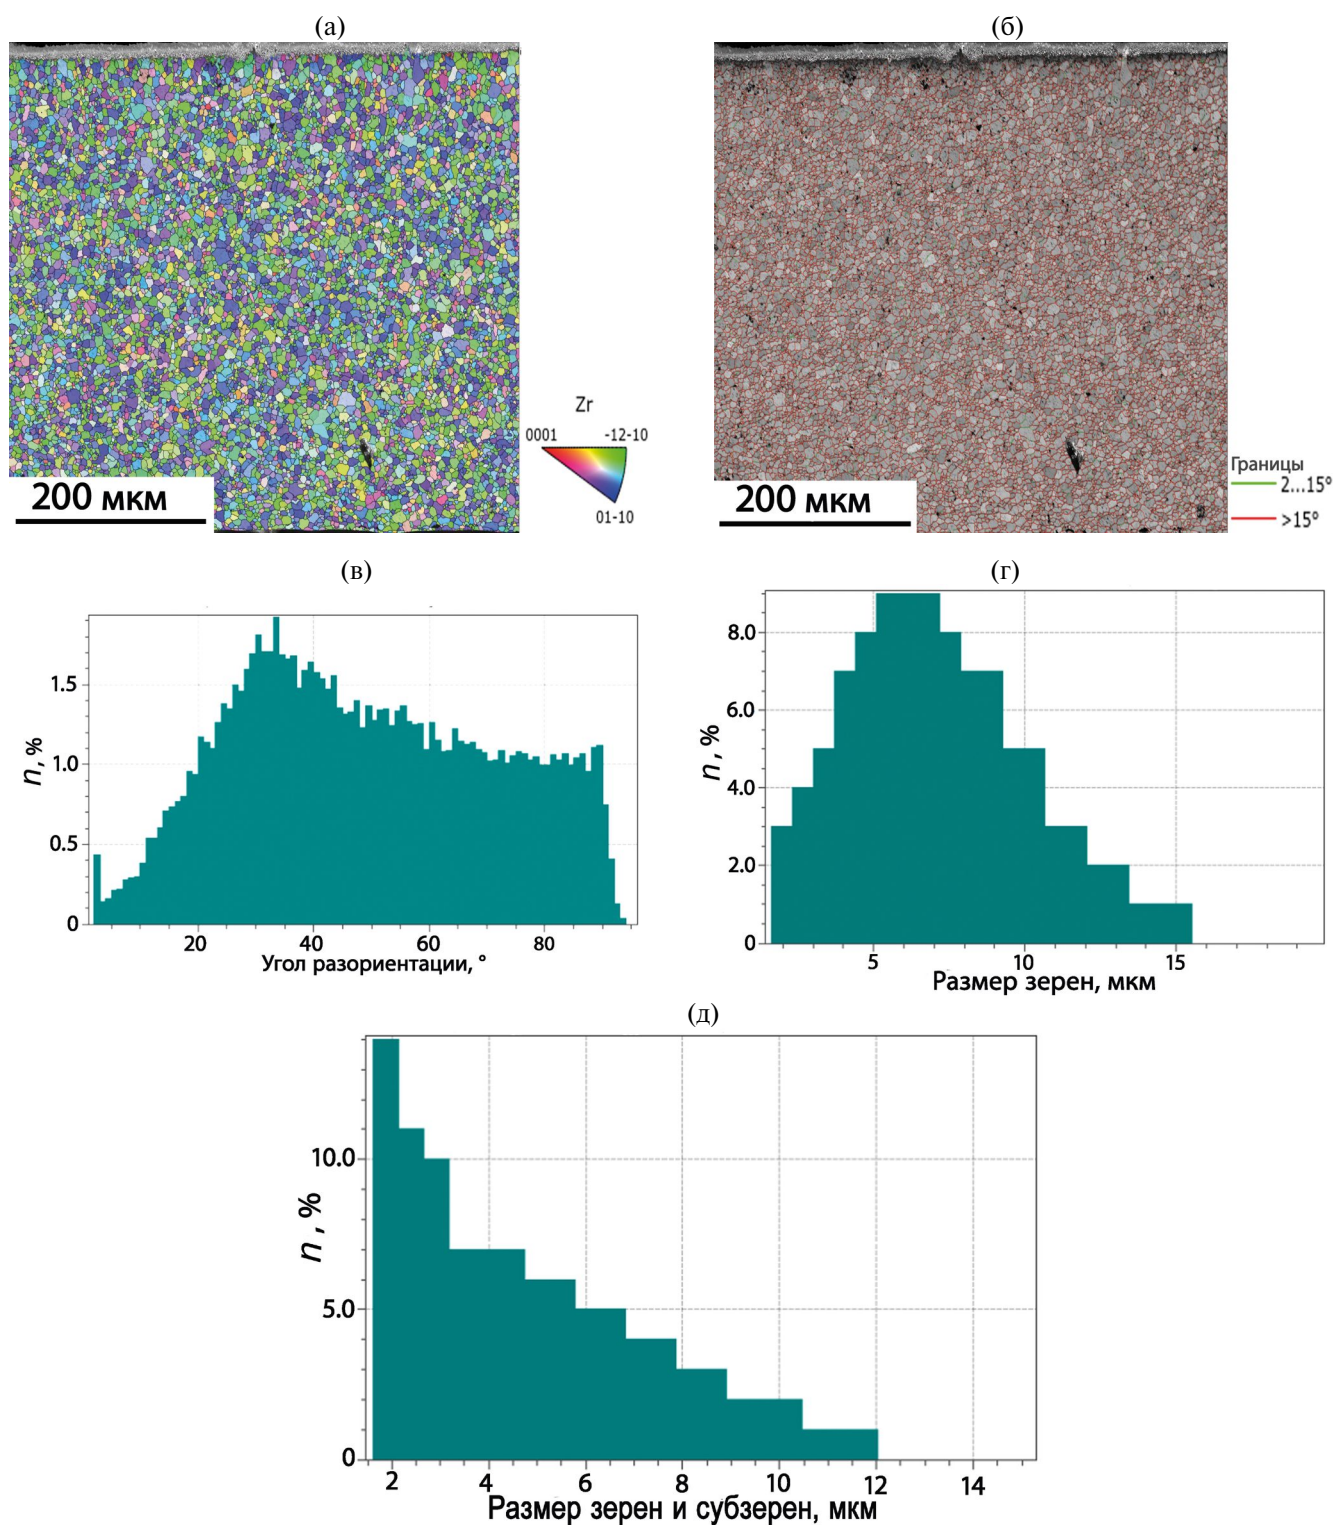 (а)
(б)
Zr
0001
-12-10
01-10
200 мкм
200 мкм
Границы
2...15°
>15°
(в)
(г)
n, %
1.5
1.0
0.5
0
20
40
60
80
Угол разориентации, °
n, %
8.0
6.0
4.0
2.0
0
5
10
15
Размер зерен, мкм
(д)
n, %
10.0
5.0
0
2
4
6
8
10
12
14
Размер зерен и субзерен, мкм